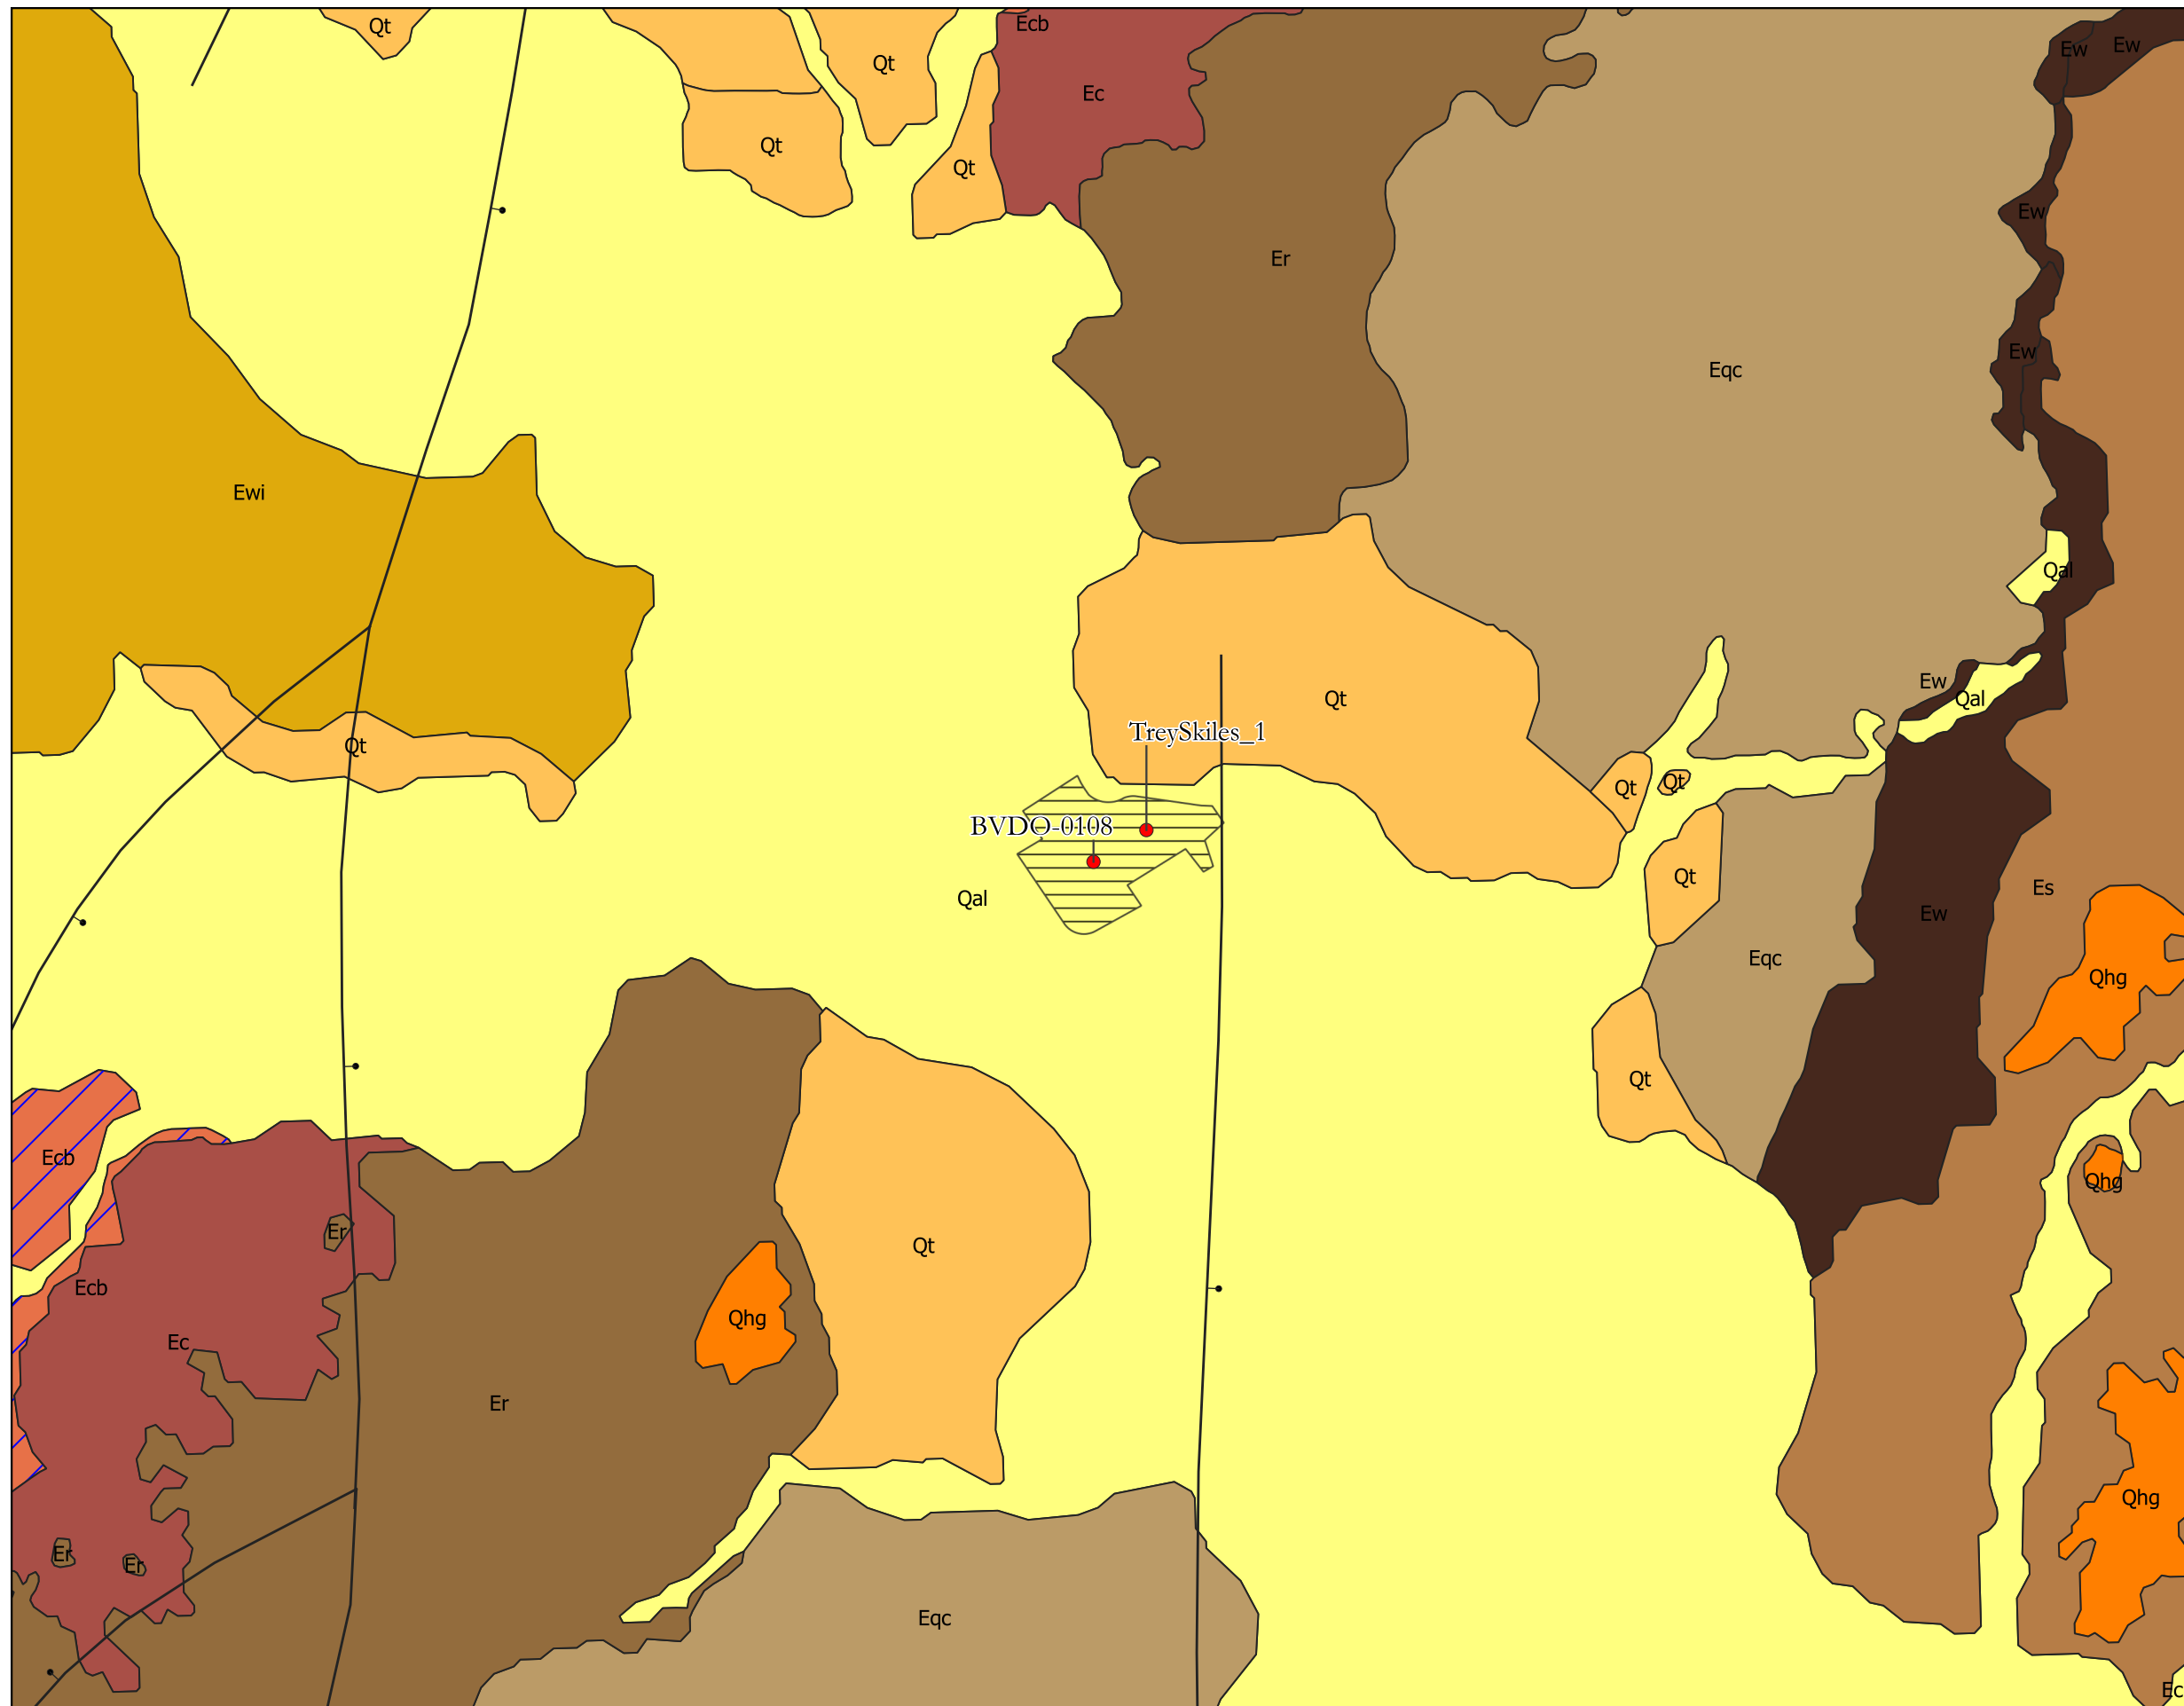 Qt
Ecb
Ew
Ew
Qt
Ec
Qt
Qt
Ew
Er
Ew
Eqc
Ewi
Qal
Ew
Qal
Qt
TreySkiles_1
Qt
Qt
Qt
BVDO-0108
Qt
Es
Qal
Ew
Eqc
Qhg
Qt
Ecb
Qhg
Er
Qt
Ecb
Qhg
Ec
Er
Qhg
Er
Er
Eqc
Ec